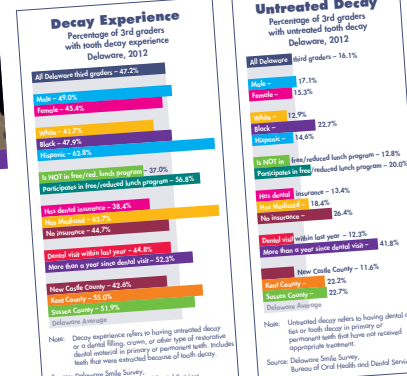 Decay Experience
Percentage of 3rd graders
with tooth decay experience
Delaware, 2012
All Delaware third graders – 47.2%
Male – 49.0%
Female – 45.4%
White – 41.7%
Black – 47.9%
Hispanic – 62.8%
Is NOT in free/red. lunch program – 37.0%
Participates in free/reduced lunch program – 56.8%
Has dental insurance – 38.4%
Has Medicaid – 63.7%
No insurance – 44.7%
Dental visit within last year – 44.8%
More than a year since dental visit – 52.3%
New Castle County – 42.6%
Kent County – 55.0%
Sussex County – 51.9%
Delaware Average
Note: Decay experience refers to having untreated decay
or a dental filling, crown, or other type of restorative
dental material in primary or permanent teeth. Includes
teeth that were extracted because of tooth decay.
Delaware Smile Survey,
Untreated Decay
Percentage of 3rd graders
with untreated tooth decay
Delaware, 2012
All Delaware third graders – 16.1%
Male – 17.1%
Female – 15.3%
White – 12.9%
Black – 22.7%
Hispanic – 14.6%
Is NOT in free/reduced lunch program – 12.8%
Participates in free/reduced lunch program – 20.0%
Has dental insurance – 13.4%
Has Medicaid – 18.4%
No insurance – 26.4%
Dental visit within last year – 12.3%
More than a year since dental visit – 41.8%
New Castle County – 11.6%
Kent County – 22.2%
Sussex County – 22.7%
Delaware Average
Note: Untreated decay refers to having dental
ties or tooth decay in primary or
permanent teeth that have not received
appropriate treatment.
Source: Delaware Smile Survey,
Bureau of Oral Health and Dental